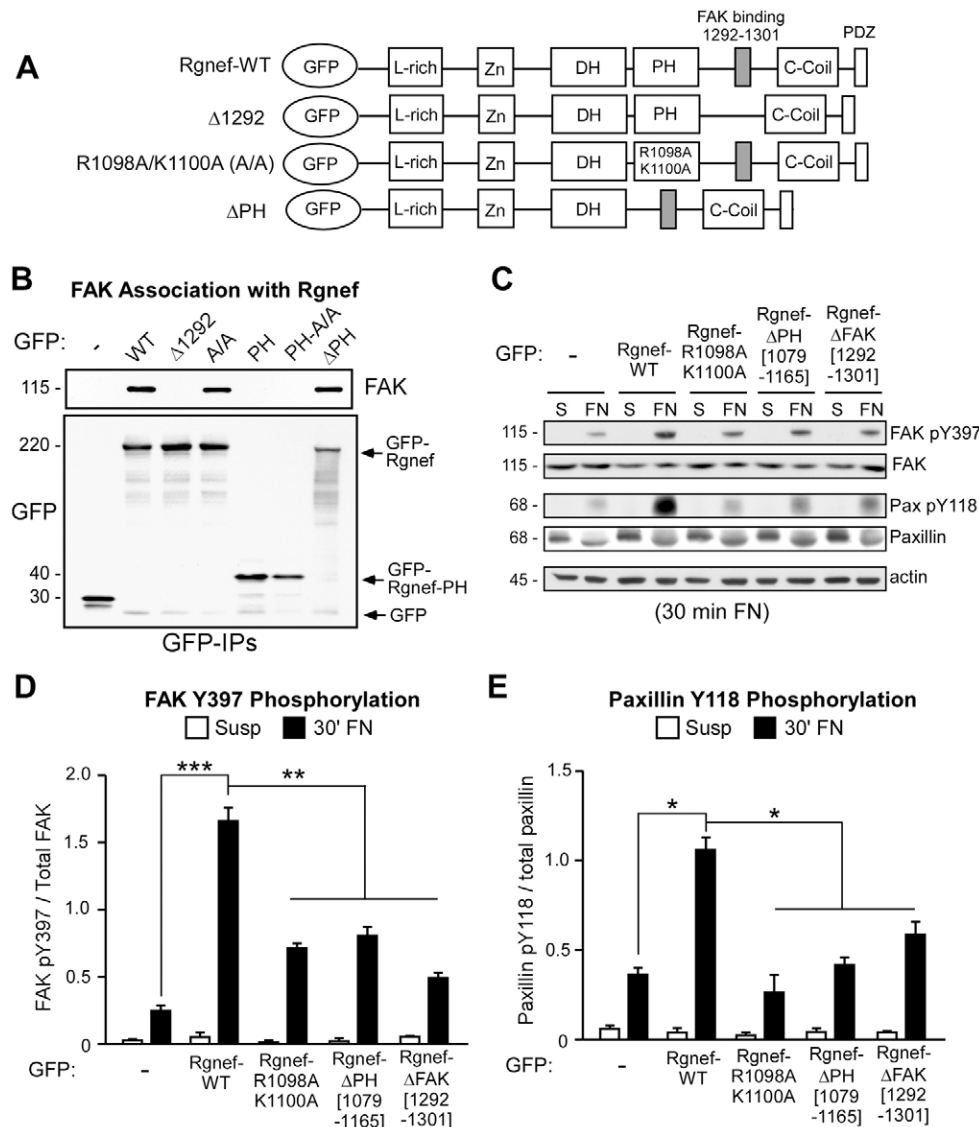 A
FAK binding
1292-1301
PDZ
Rgnef-WT
GFP L-rich Zn DH PH C-Coil
Δ1292
GFP L-rich Zn DH PH C-Coil
R1098A/K1100A (A/A)
GFP L-rich Zn DH R1098A K1100A C-Coil
ΔPH
GFP L-rich Zn DH C-Coil
B
FAK Association with Rgnef
GFP: - WT Δ1292 A/A PH PH-A/A ΔPH
115 - FAK
220 - GFP-
Rgnef
GFP
40 - GFP-
Rgnef-PH
30 -
GFP
GFP-IPs
C
GFP: - Rgnef-
WT
Rgnef-
R1098A
K1100A
Rgnef-
ΔPH
[1079
-1165]
Rgnef-
ΔFAK
[1292
-1301]
S FN S FN S FN S FN S FN
115 - FAK pY397
115 - FAK
68 - Pax pY118
68 - Paxillin
45 - actin
(30 min FN)
D
FAK Y397 Phosphorylation
Susp 30' FN
FAK pY397 / Total FAK
2.0
1.5
1.0
0.5
0
***
**
GFP: -
Rgnef-
WT
Rgnef-
R1098A
K1100A
Rgnef-
ΔPH
[1079
-1165]
Rgnef-
ΔFAK
[1292
-1301]
E
Paxillin Y118 Phosphorylation
Susp 30' FN
Paxillin pY118 / total paxillin
1.5
1.0
0.5
0
*
*
GFP: -
Rgnef-
WT
Rgnef-
R1098A
K1100A
Rgnef-
ΔPH
[1079
-1165]
Rgnef-
ΔFAK
[1292
-1301]